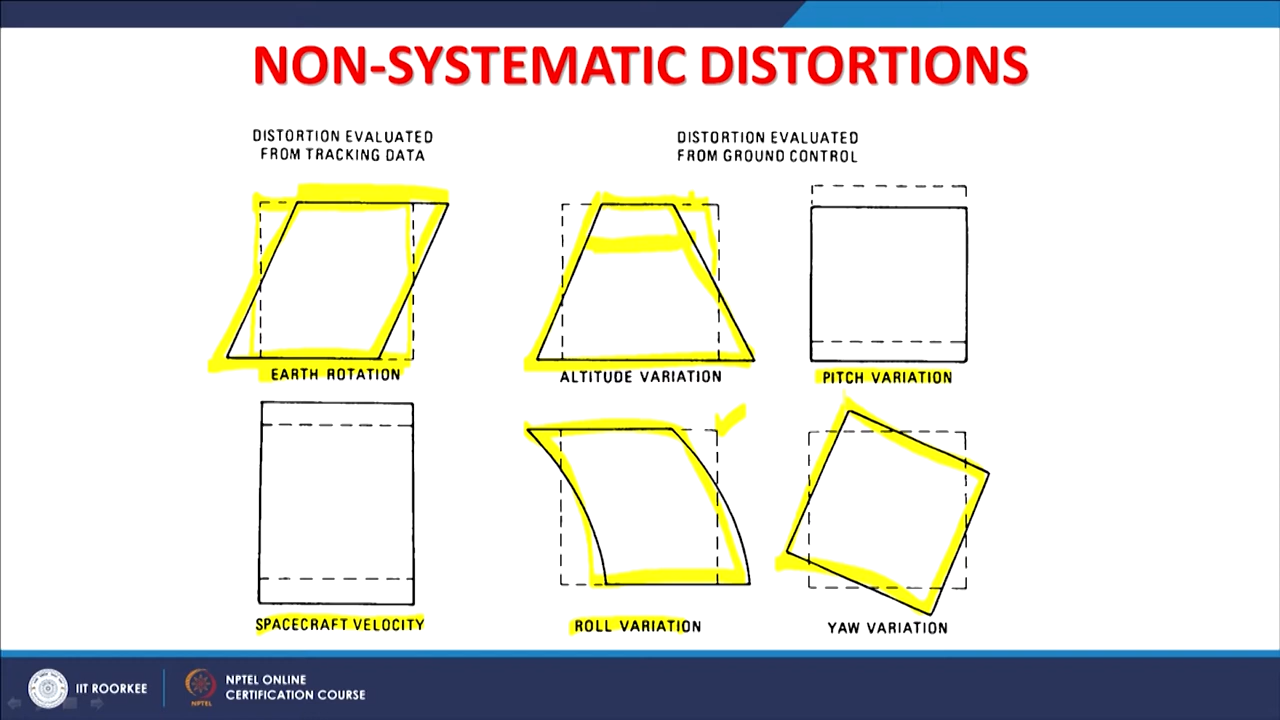 NON-SYSTEMATIC DISTORTIONS
DISTORTION EVALUATED
FROM TRACKING DATA
DISTORTION EVALUATED
FROM GROUND CONTROL
EARTH ROTATION
ALTITUDE VARIATION
PITCH VARIATION
SPACECRAFT VELOCITY
ROLL VARIATION
YAW VARIATION
IIT ROORKEE
NPTEL
NPTEL ONLINE
CERTIFICATION COURSE